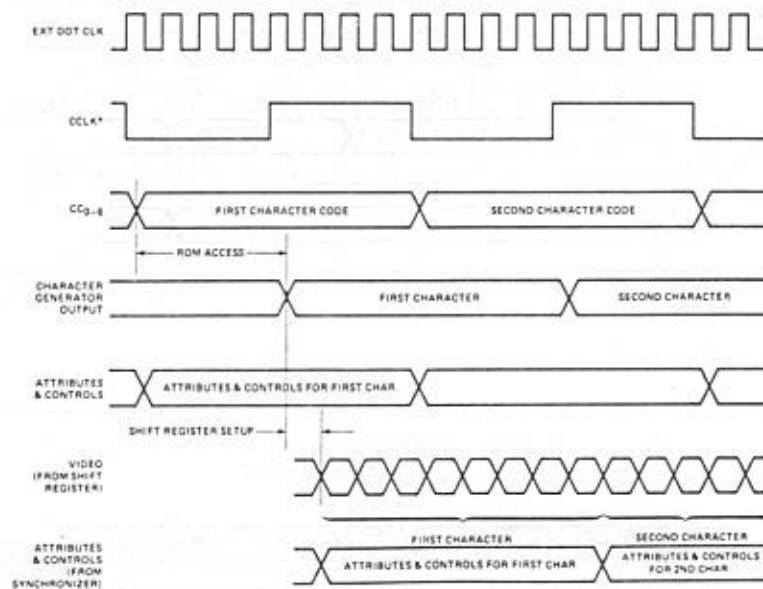 EXT DOT CLK
CCLK*
CC0-6
FIRST CHARACTER CODE
SECOND CHARACTER CODE
ROM ACCESS
CHARACTER
GENERATOR
OUTPUT
FIRST CHARACTER
SECOND CHARACTER
ATTRIBUTES
& CONTROLS
ATTRIBUTES & CONTROLS FOR FIRST CHAR.
SHIFT REGISTER SETUP
VIDEO
(FROM SHIFT
REGISTER)
FIRST CHARACTER
SECOND CHARACTER
ATTRIBUTES
& CONTROLS
(FROM
SYNCHRONIZER)
ATTRIBUTES & CONTROLS FOR FIRST CHAR
ATTRIBUTES & CONTROLS
FOR 2ND CHAR.